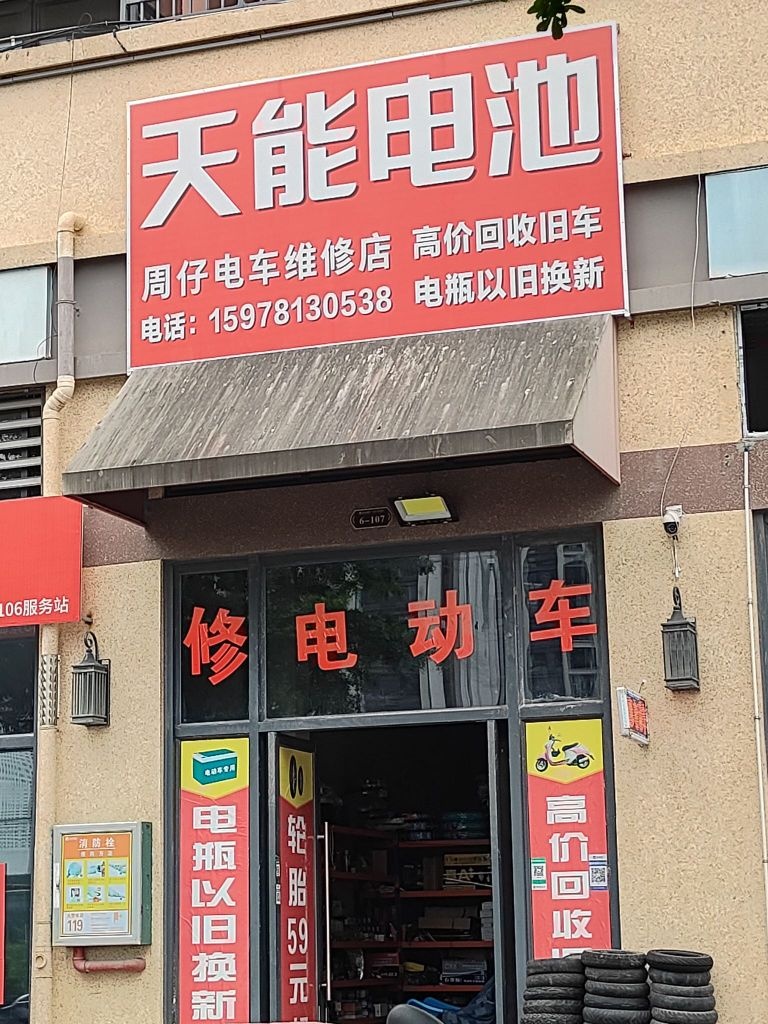 天能电池
周仔电车维修店
高价回收旧车
电话：15978130538
电瓶以旧换新
6-107
106服务站
修电动车
电动车专用
电瓶以旧换新
轮胎59元
高价回收
消防栓
119